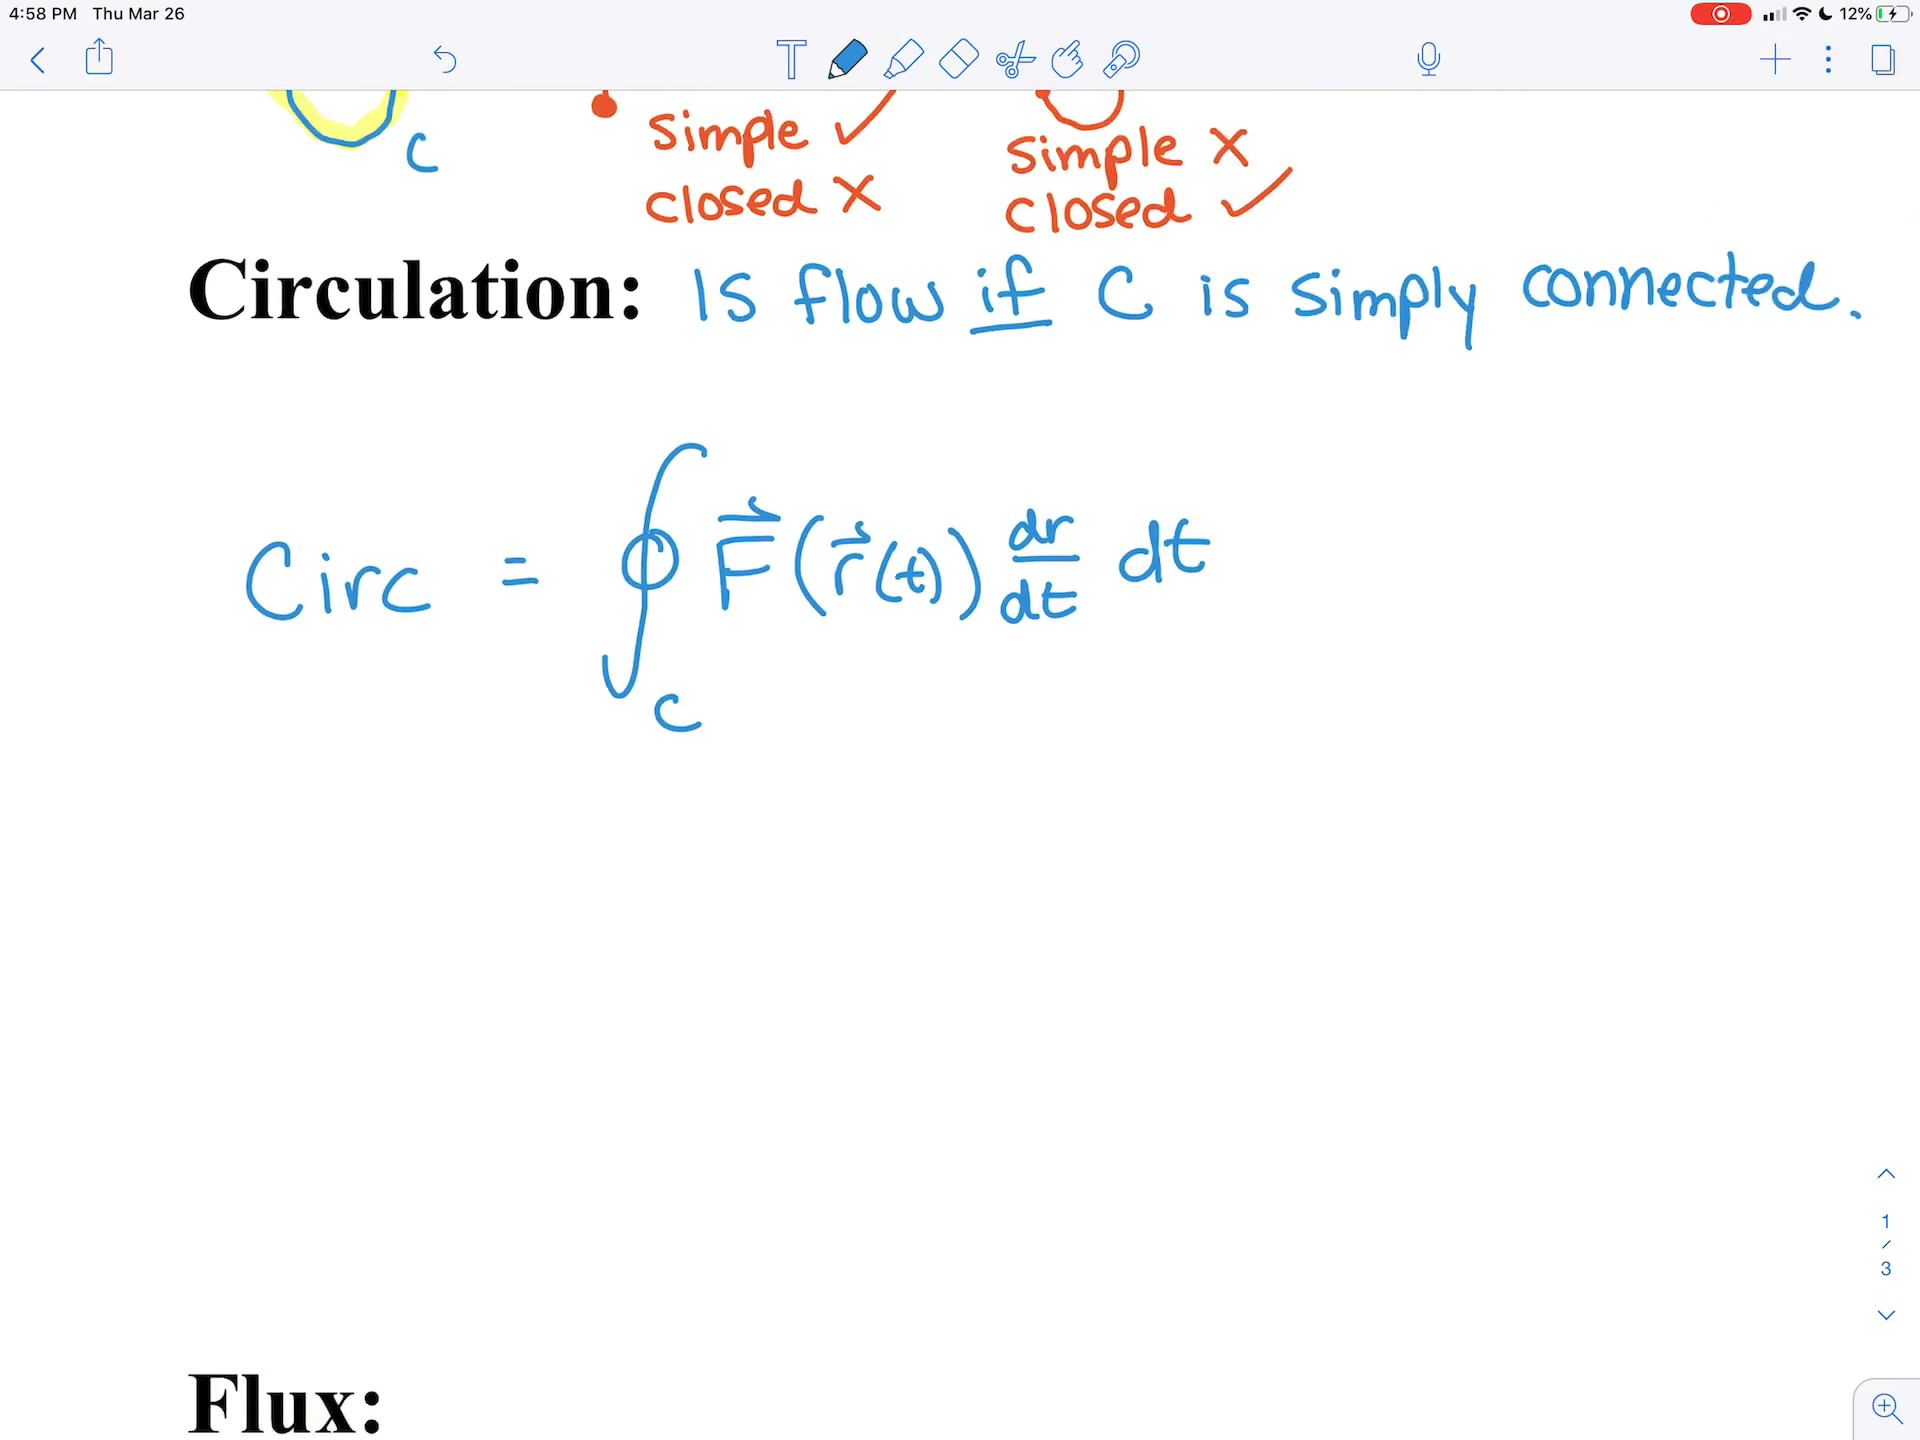 4:58 PM Thu Mar 26
12%
T
C
simple ✓
closed X
simple X
closed ✓
Circulation: Is flow if C is simply connected.
Circ = ∮_C F⃗(r⃗(t)) dr/dt dt
1
/
3
Flux: